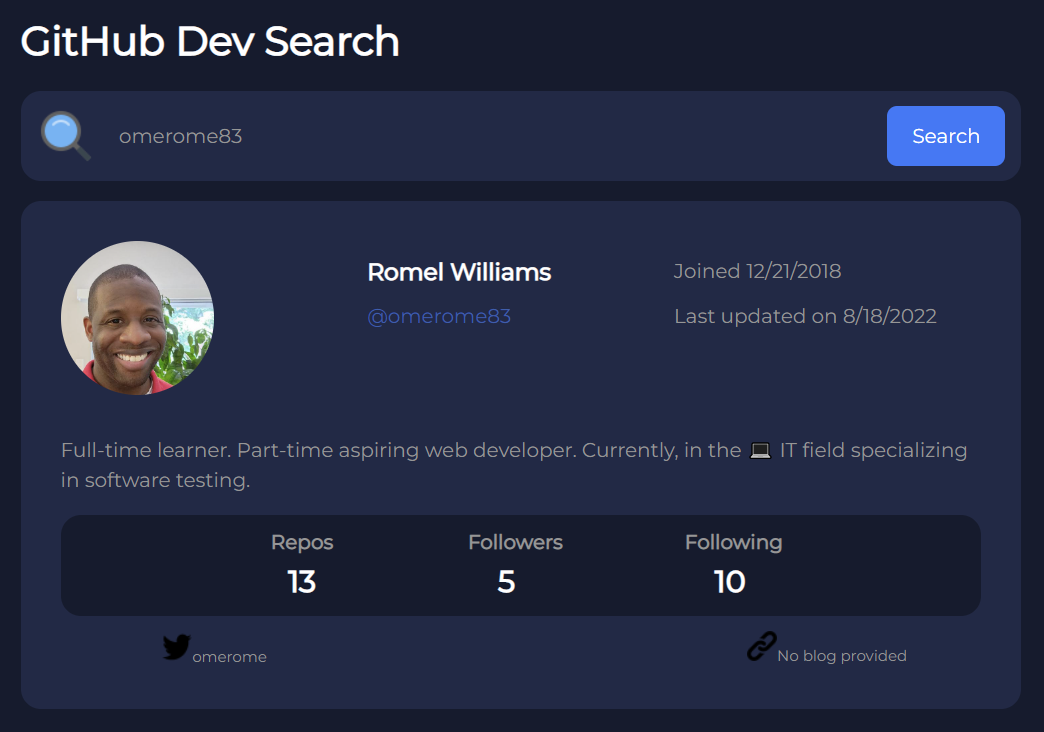 GitHub Dev Search
omerome83
Search
Romel Williams
Joined 12/21/2018
@omerome83
Last updated on 8/18/2022
Full-time learner. Part-time aspiring web developer. Currently, in the 💻 IT field specializing
in software testing.
Repos Followers Following
13 5 10
omerome
No blog provided